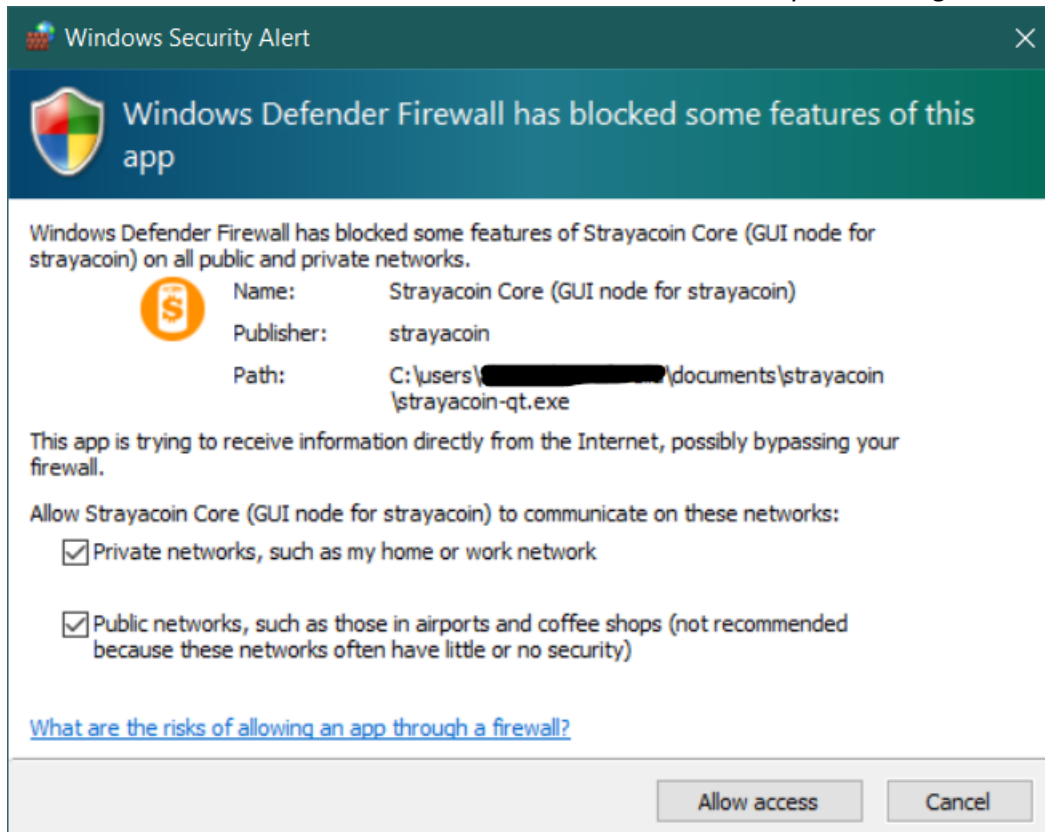 Windows Security Alert
Windows Defender Firewall has blocked some features of this
app
Windows Defender Firewall has blocked some features of Strayacoin Core (GUI node for
strayacoin) on all public and private networks.
Name: Strayacoin Core (GUI node for strayacoin)
Publisher: strayacoin
Path: C:\users\ \documents\strayacoin
\strayacoin-qt.exe
This app is trying to receive information directly from the Internet, possibly bypassing your
firewall.
Allow Strayacoin Core (GUI node for strayacoin) to communicate on these networks:
Private networks, such as my home or work network
Public networks, such as those in airports and coffee shops (not recommended
because these networks often have little or no security)
What are the risks of allowing an app through a firewall?
Allow access Cancel